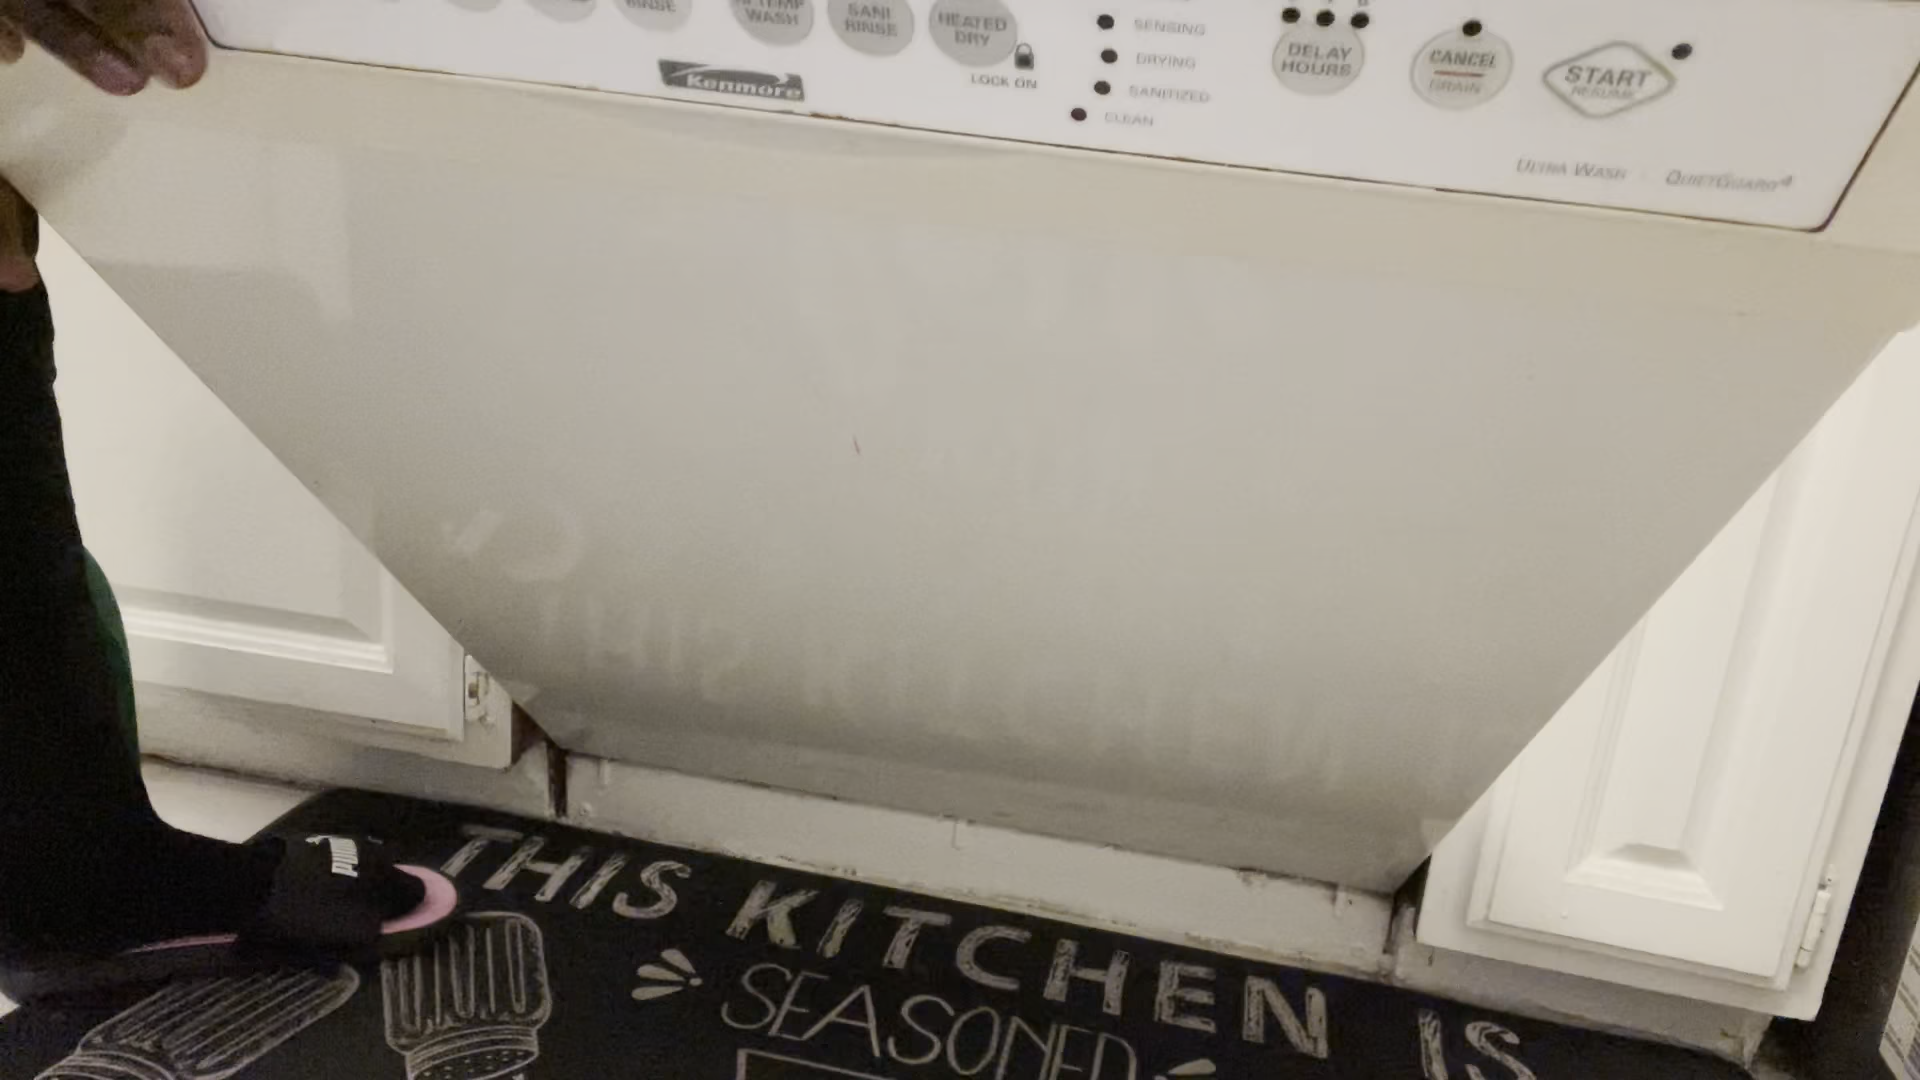 RINSE
HI TEMP
WASH
SANI
RINSE
HEATED
DRY
LOCK ON
Kenmore
SENSING
DRYING
SANITIZED
CLEAN
DELAY
HOURS
CANCEL
DRAIN
START
RESUME
ULTRA WASH
QUIETGUARD 4
PUMA
THIS KITCHEN IS
SEASONED